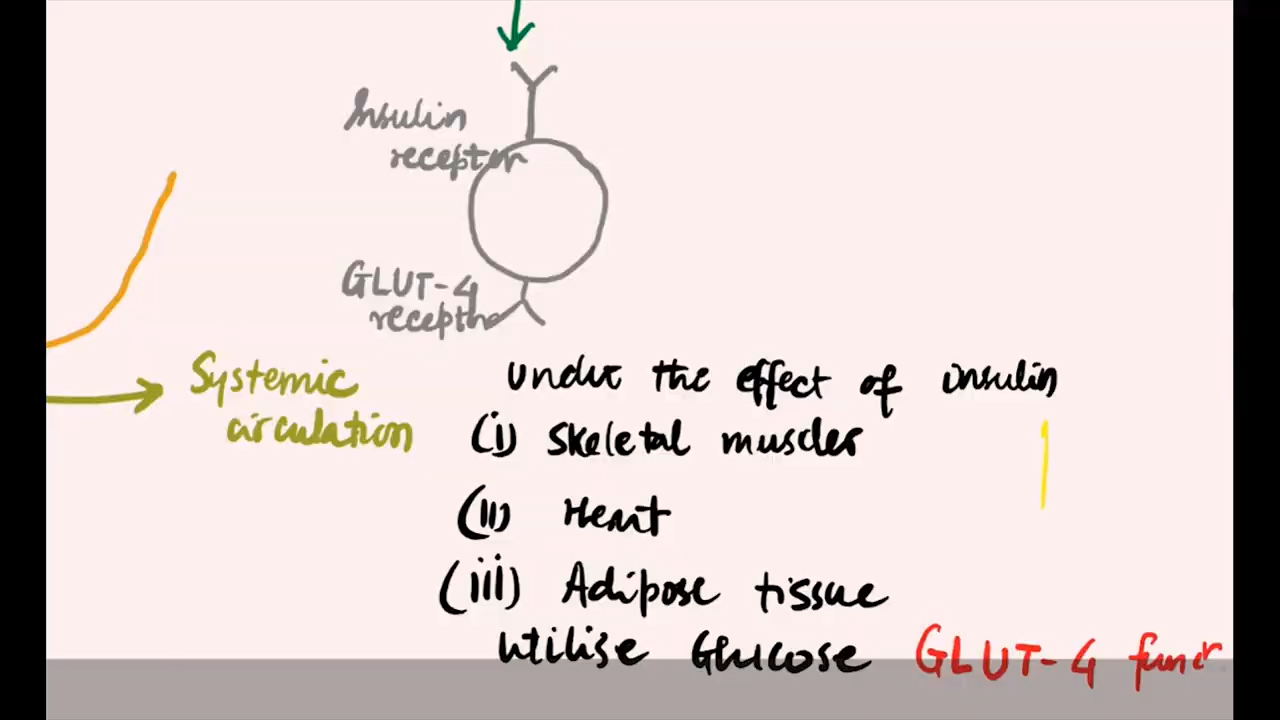 Insulin
receptor
GLUT-4
receptor
Systemic
circulation
under the effect of insulin
(i) Skeletal muscles
(ii) Heart
(iii) Adipose tissue
utilise Glucose GLUT-4